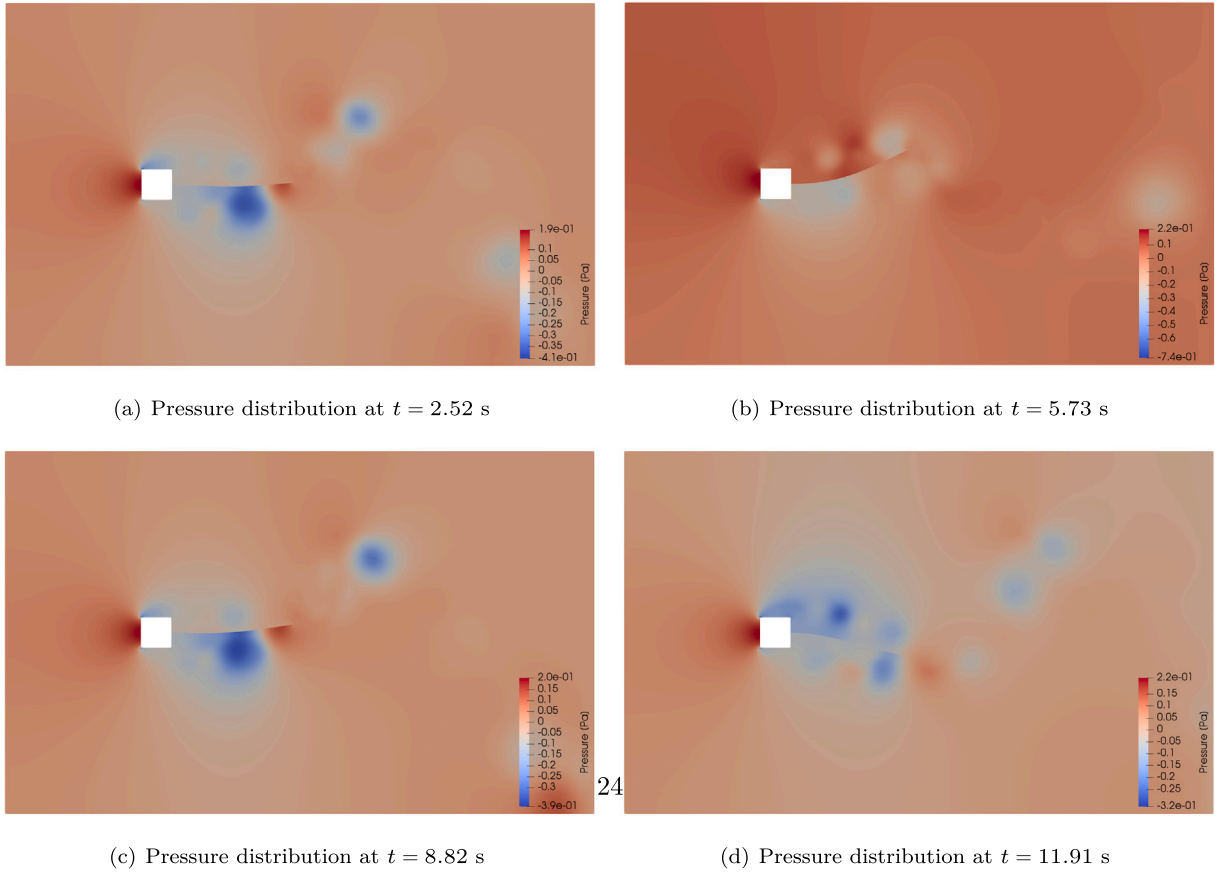 1.9e-01
0.1
0.05
0
-0.05
-0.1
-0.15
-0.2
-0.25
-0.3
-0.35
-4.1e-01
Pressure (Pa)
2.2e-01
0.1
0
-0.1
-0.2
-0.3
-0.4
-0.5
-0.6
-7.4e-01
Pressure (Pa)
(a) Pressure distribution at t = 2.52 s
(b) Pressure distribution at t = 5.73 s
2.0e-01
0.15
0.1
0.05
0
-0.05
-0.1
-0.15
-0.2
-0.25
-0.3
-3.9e-01
Pressure (Pa)
24
2.2e-01
0.15
0.1
0.05
0
-0.05
-0.1
-0.15
-0.2
-0.25
-3.2e-01
Pressure (Pa)
(c) Pressure distribution at t = 8.82 s
(d) Pressure distribution at t = 11.91 s